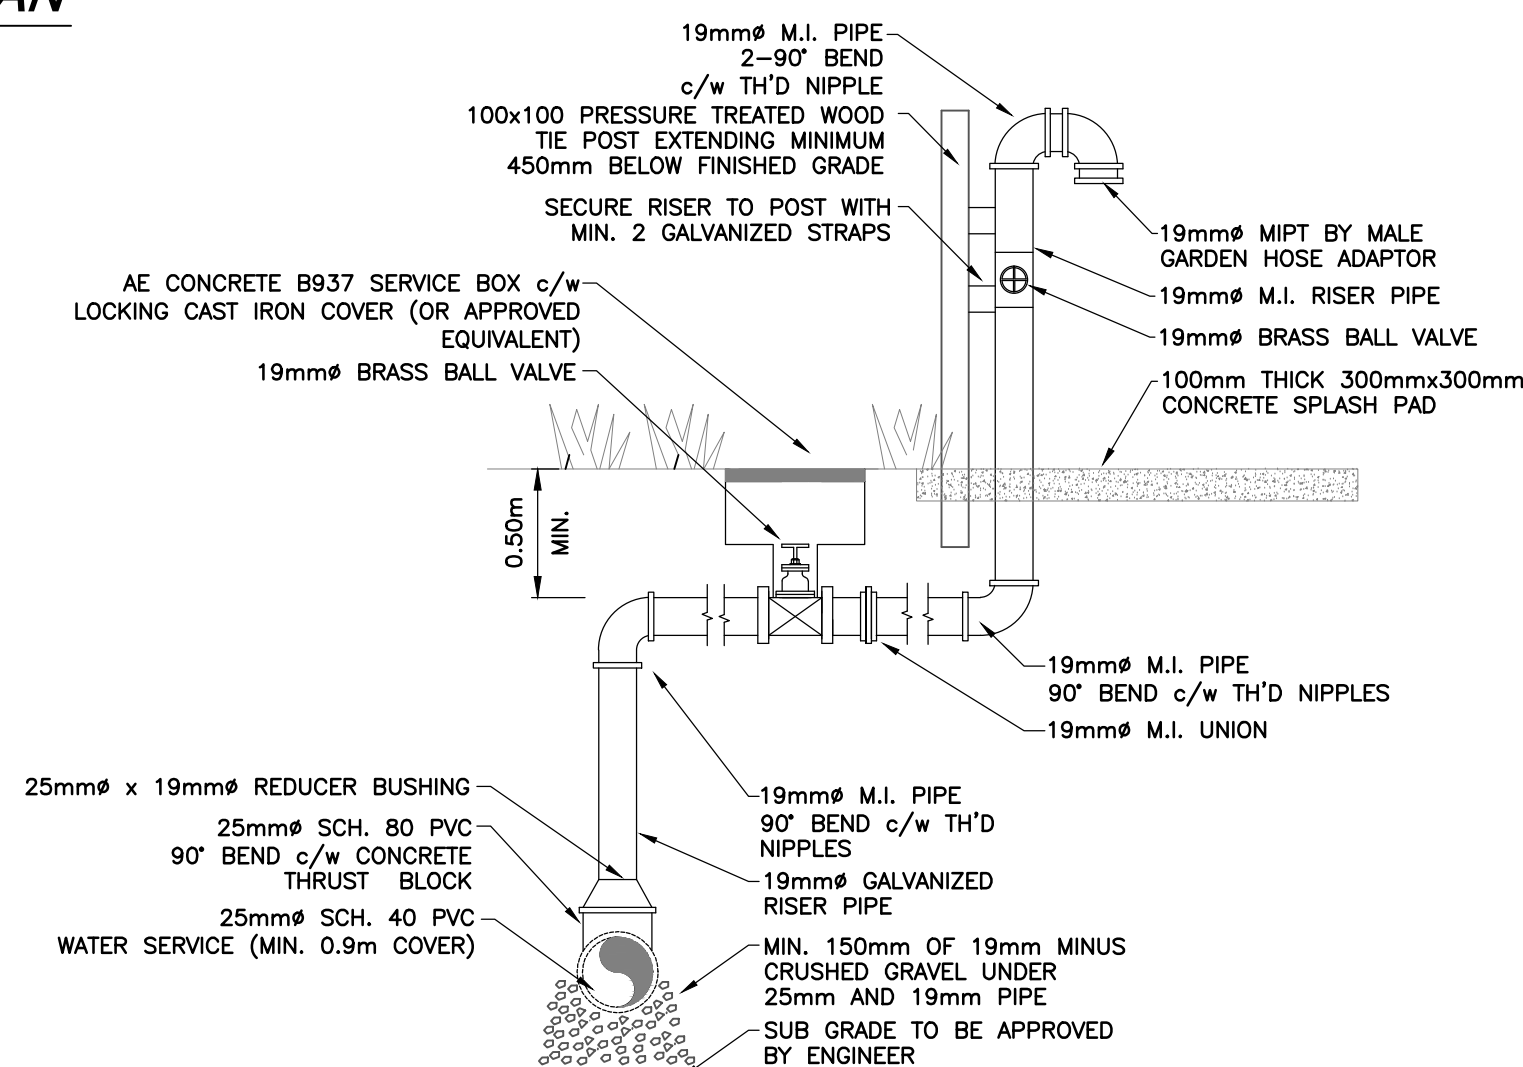 19mmø M.I. PIPE
2-90° BEND
c/w TH'D NIPPLE
100x100 PRESSURE TREATED WOOD
TIE POST EXTENDING MINIMUM
450mm BELOW FINISHED GRADE
SECURE RISER TO POST WITH
MIN. 2 GALVANIZED STRAPS
AE CONCRETE B937 SERVICE BOX c/w
LOCKING CAST IRON COVER (OR APPROVED
EQUIVALENT)
19mmø BRASS BALL VALVE
19mmø MIPT BY MALE
GARDEN HOSE ADAPTOR
19mmø M.I. RISER PIPE
19mmø BRASS BALL VALVE
100mm THICK 300mmx300mm
CONCRETE SPLASH PAD
0.50m
MIN.
19mmø M.I. PIPE
90° BEND c/w TH'D NIPPLES
19mmø M.I. UNION
25mmø x 19mmø REDUCER BUSHING
25mmø SCH. 80 PVC
90° BEND c/w CONCRETE
THRUST BLOCK
25mmø SCH. 40 PVC
WATER SERVICE (MIN. 0.9m COVER)
19mmø M.I. PIPE
90° BEND c/w TH'D
NIPPLES
19mmø GALVANIZED
RISER PIPE
MIN. 150mm OF 19mm MINUS
CRUSHED GRAVEL UNDER
25mm AND 19mm PIPE
SUB GRADE TO BE APPROVED
BY ENGINEER